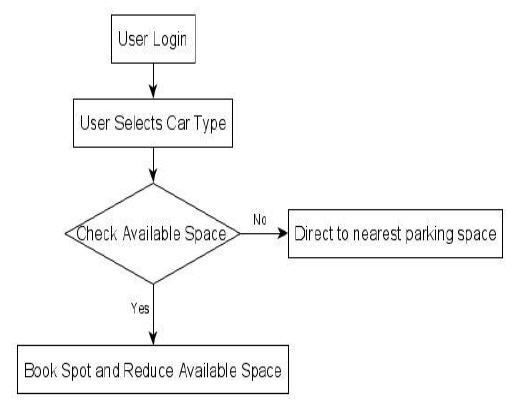 User Login
User Selects Car Type
Check Available Space
No
Direct to nearest parking space
Yes
Book Spot and Reduce Available Space